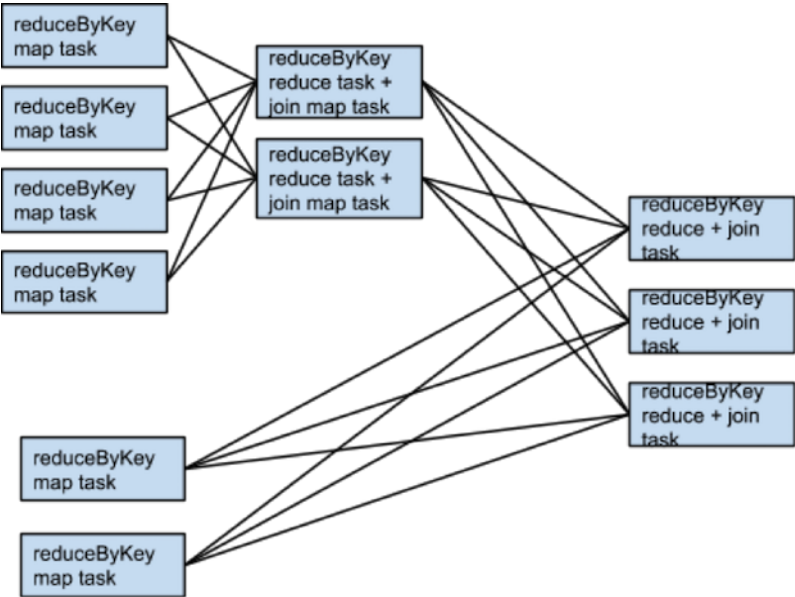 reduceByKey
map task
reduceByKey
map task
reduceByKey
map task
reduceByKey
map task
reduceByKey
reduce task +
join map task
reduceByKey
reduce task +
join map task
reduceByKey
reduce + join
task
reduceByKey
reduce + join
task
reduceByKey
reduce + join
task
reduceByKey
map task
reduceByKey
map task